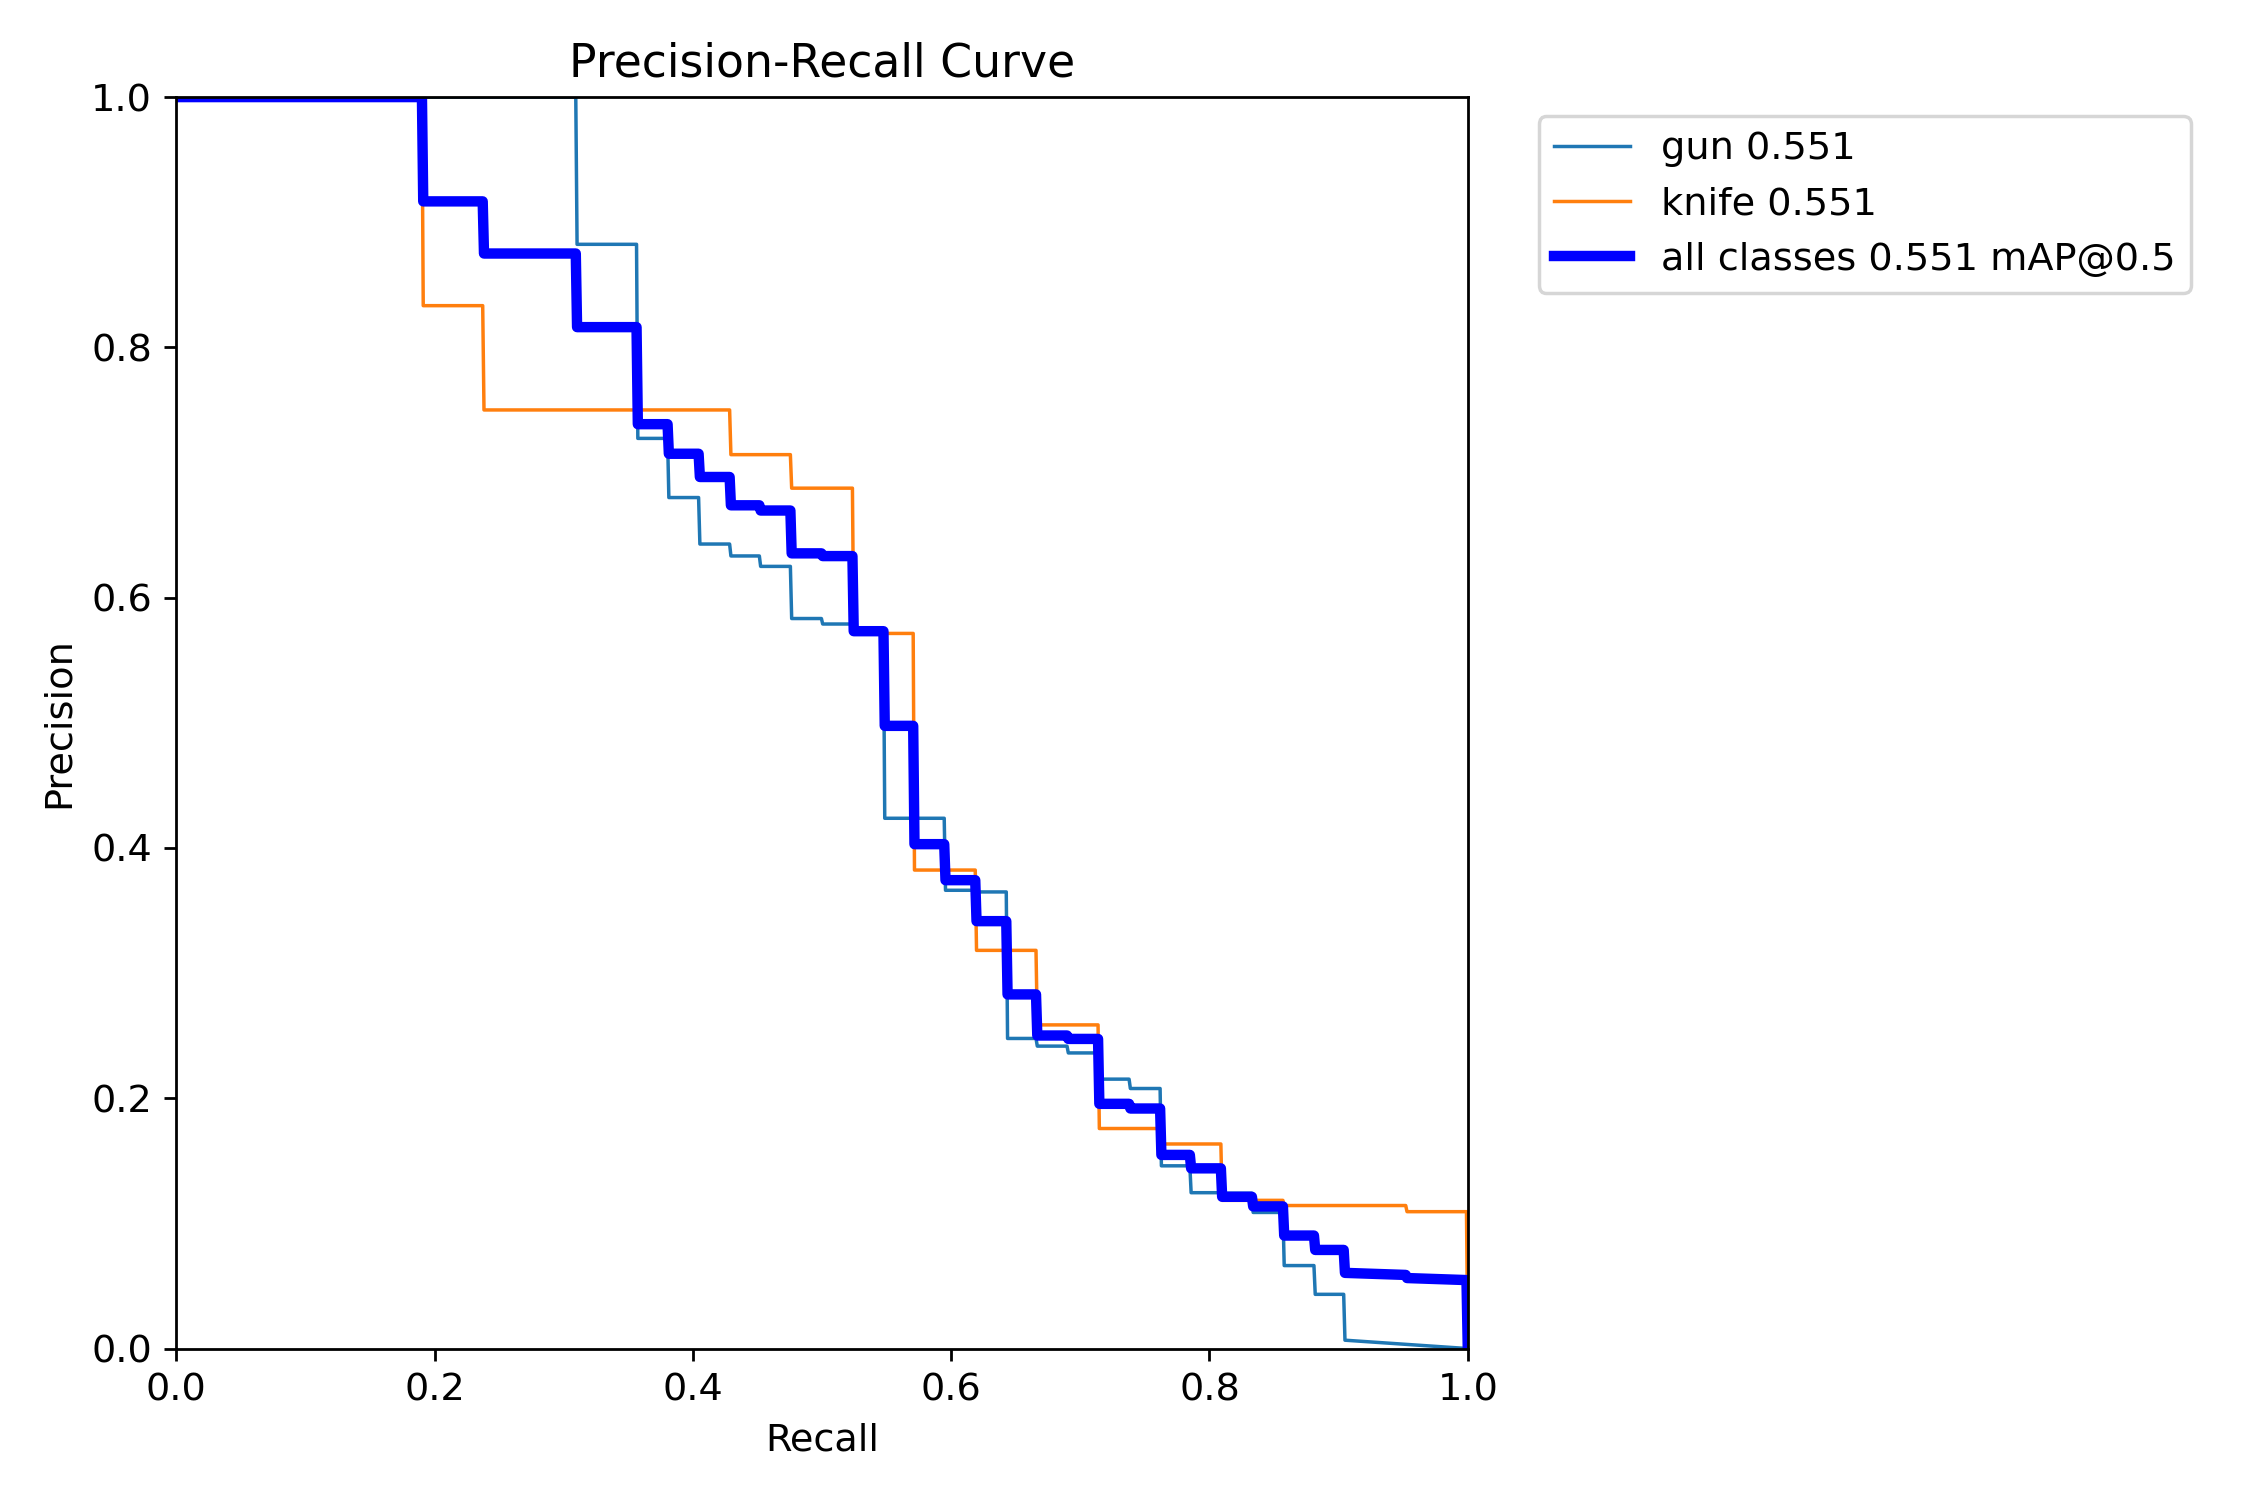 Precision-Recall Curve
1.0
0.8
0.6
0.4
0.2
0.0
Precision
0.0 0.2 0.4 0.6 0.8 1.0
Recall
gun 0.551
knife 0.551
all classes 0.551 mAP@0.5